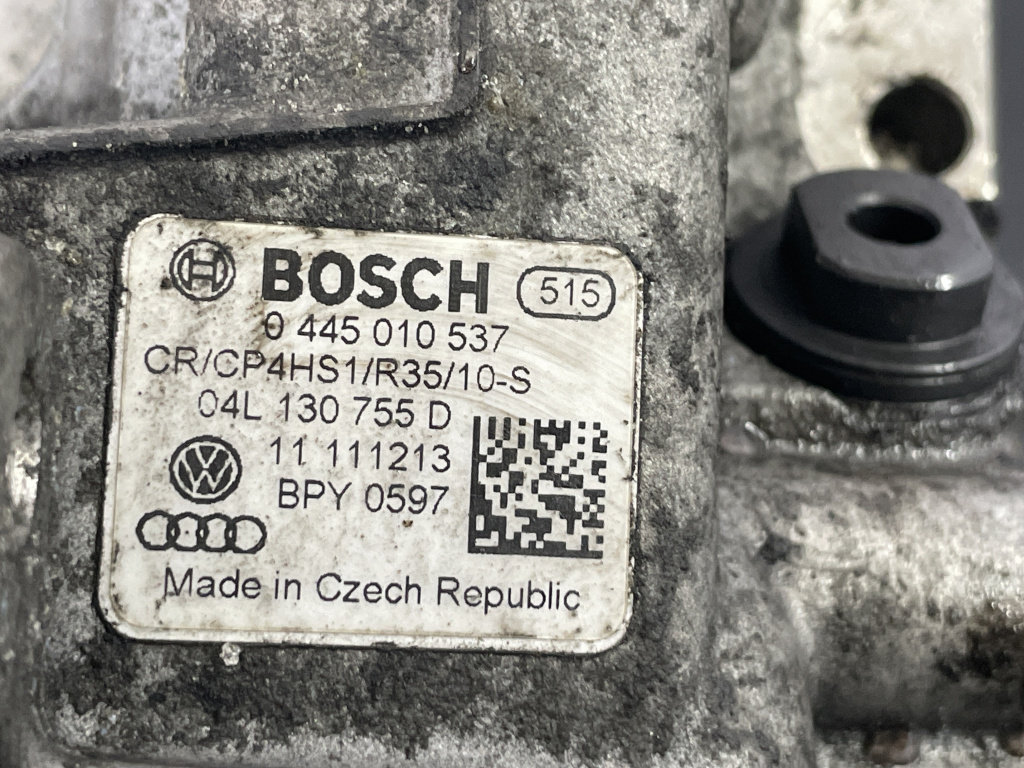 BOSCH 515
0 445 010 537
CR/CP4HS1/R35/10-S
04L 130 755 D
11 111213
BPY 0597
Made in Czech Republic